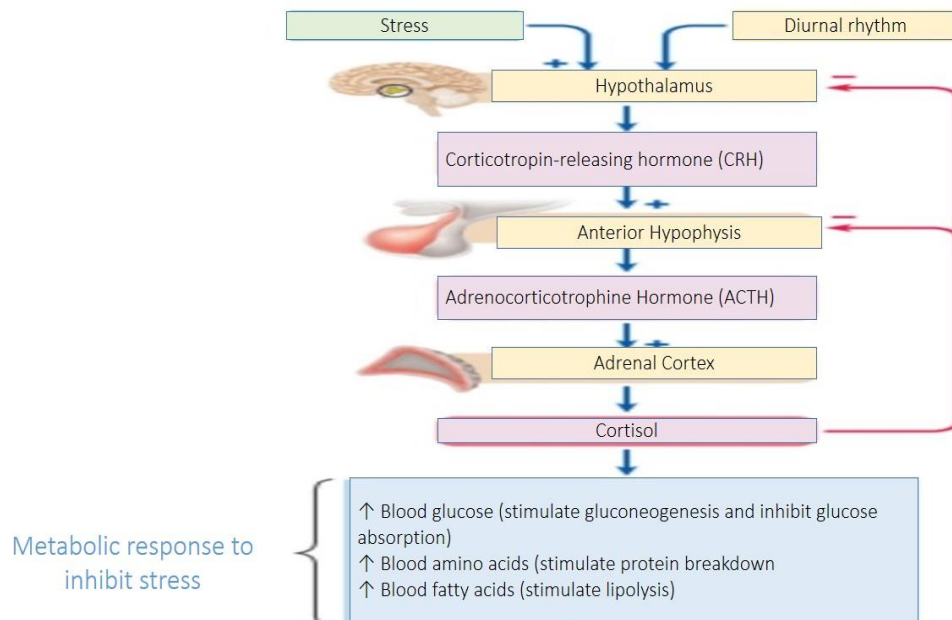 Stress
Diurnal rhythm
+
Hypothalamus
−
Corticotropin-releasing hormone (CRH)
+
Anterior Hypophysis
−
Adrenocorticotrophine Hormone (ACTH)
+
Adrenal Cortex
Cortisol
Metabolic response to
inhibit stress
↑ Blood glucose (stimulate gluconeogenesis and inhibit glucose
absorption)
↑ Blood amino acids (stimulate protein breakdown
↑ Blood fatty acids (stimulate lipolysis)